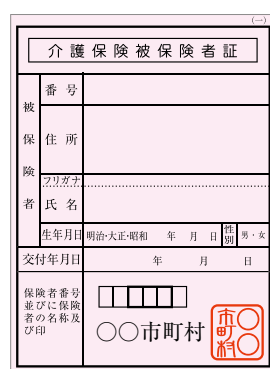 (一)
介護保険被保険者証
被保険者
番号
住所
フリガナ
氏名
生年月日
明治・大正・昭和 年 月 日
性別
男・女
交付年月日
年 月 日
保険者番号
並びに保険
者の名称及
び印
○○市町村
○○市町村